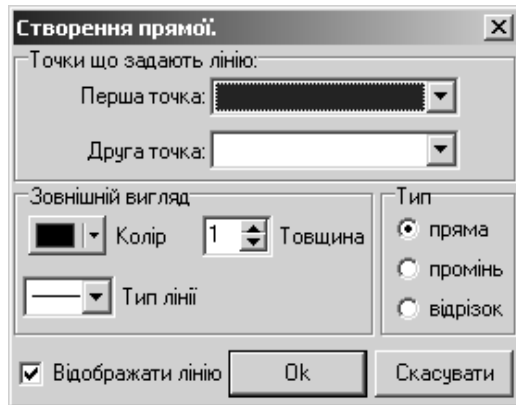 Створення прямої.
Точки що задають лінію:
Перша точка:
Друга точка:
Зовнішній вигляд
Колір 1 Товщина
Тип лінії
Тип
пряма
промінь
відрізок
Відображати лінію Ok Скасувати